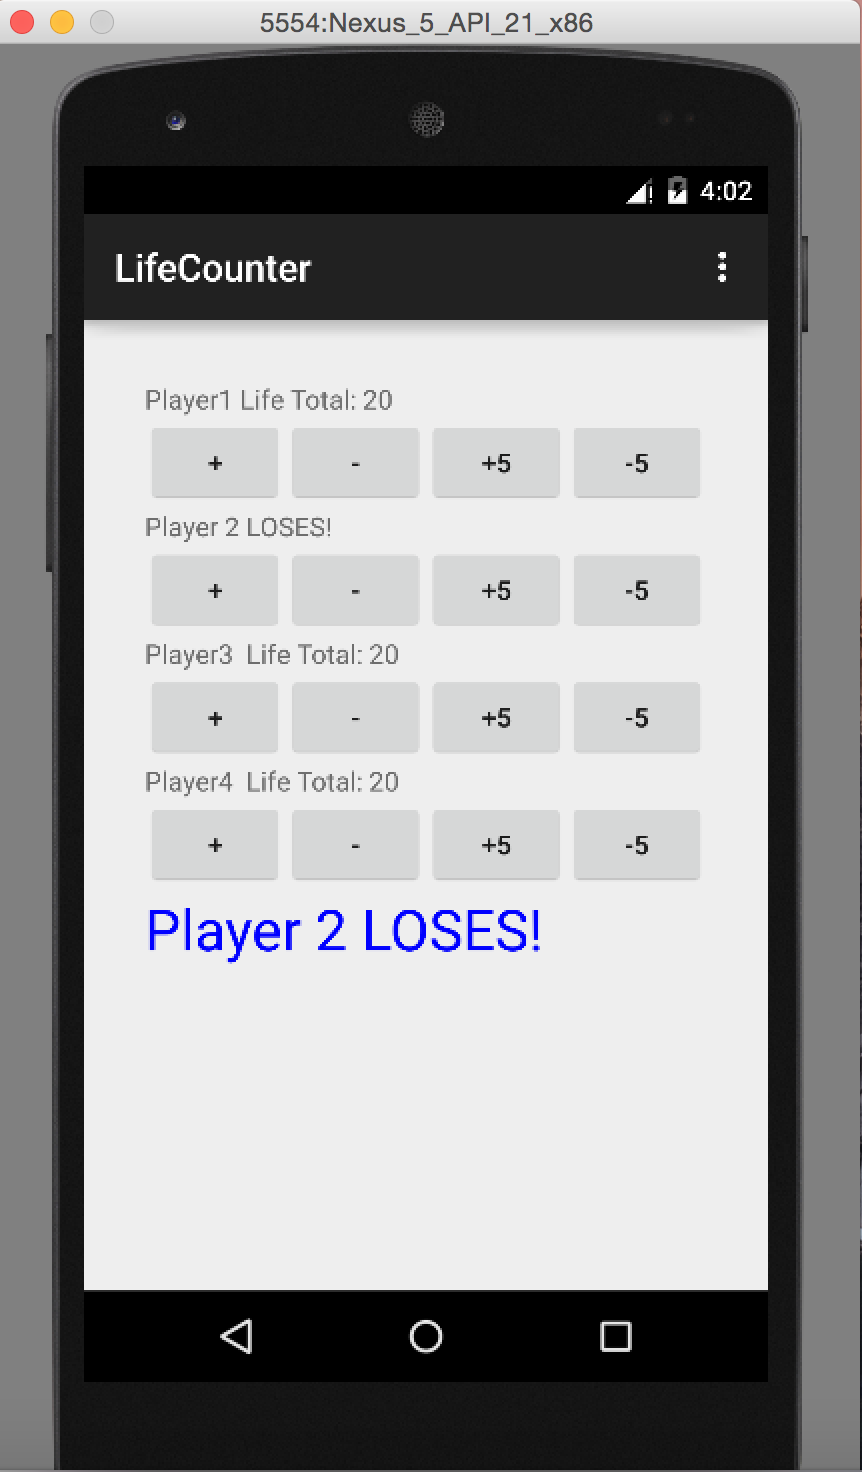 5554:Nexus_5_API_21_x86
4:02
LifeCounter
Player1 Life Total: 20
+ - +5 -5
Player 2 LOSES!
+ - +5 -5
Player3  Life Total: 20
+ - +5 -5
Player4  Life Total: 20
+ - +5 -5
Player 2 LOSES!